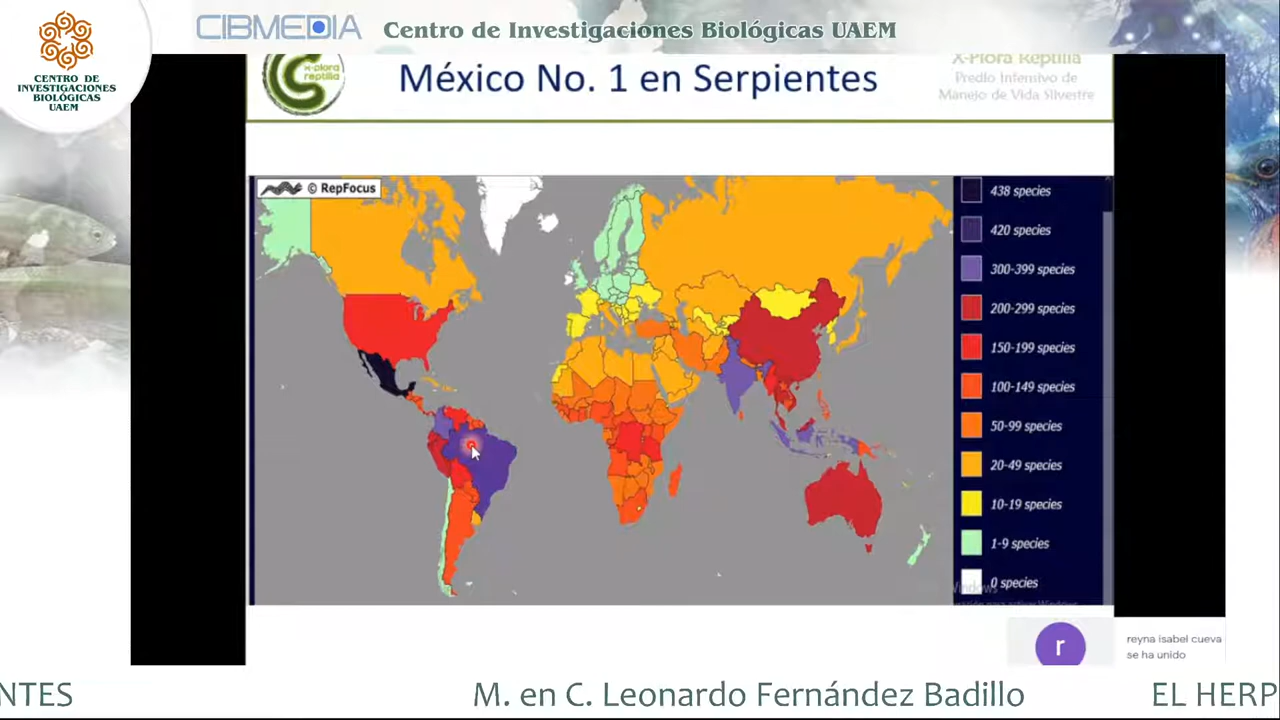 CIBMEDIA
Centro de Investigaciones Biológicas UAEM
CENTRO DE
INVESTIGACIONES
BIOLÓGICAS
UAEM
x-plora
reptilia
México No. 1 en Serpientes
X-Plora Reptilia
Predio Intensivo de
Manejo de Vida Silvestre
© RepFocus
438 species
420 species
300-399 species
200-299 species
150-199 species
100-149 species
50-99 species
20-49 species
10-19 species
1-9 species
0 species
Windows
r
reyna isabel cueva
se ha unido
NTES
M. en C. Leonardo Fernández Badillo
EL HERP